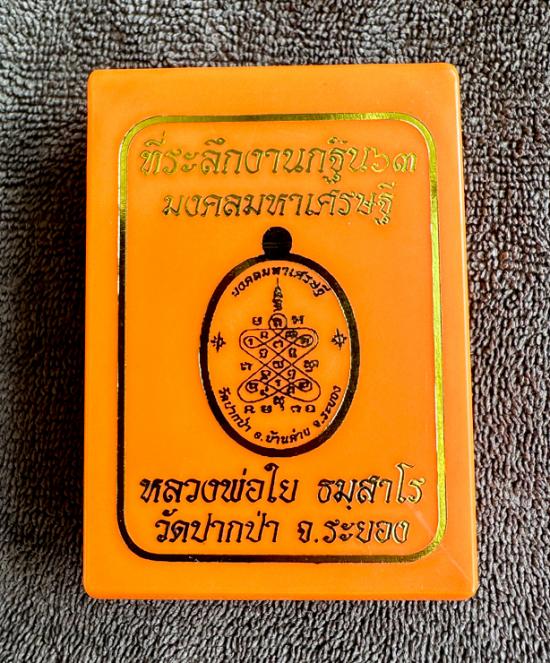 ที่ระลึกงานกฐิน๖๓
มงคลมหาเศรษฐี
มงคลมหาเศรษฐี
วัดปากป่า อ.บ้านค่าย จ.ระยอง
หลวงพ่อใย ธมฺสาโร
วัดปากป่า จ.ระยอง